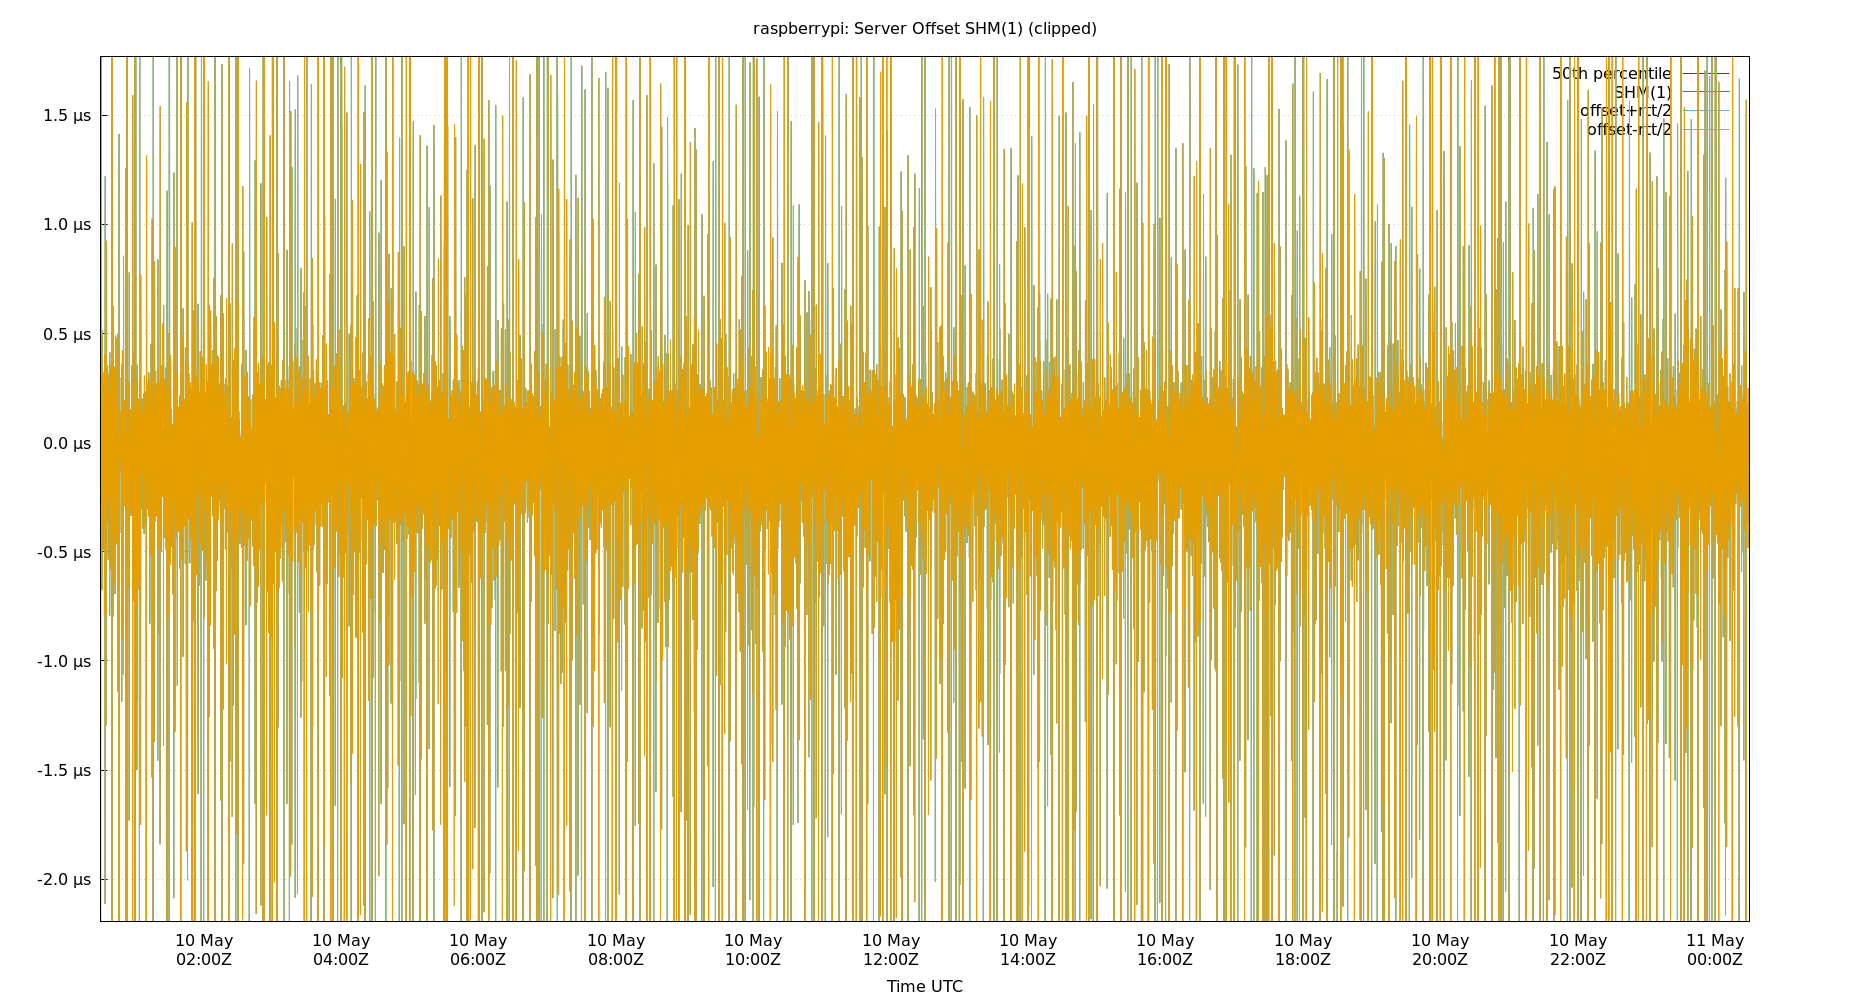 raspberrypi: Server Offset SHM(1) (clipped)
50th percentile
SHM(1)
offset+rtt/2
offset-rtt/2
1.5 µs
1.0 µs
0.5 µs
0.0 µs
-0.5 µs
-1.0 µs
-1.5 µs
-2.0 µs
10 May 10 May 10 May 10 May 10 May 10 May 10 May 10 May 10 May 10 May 10 May 11 May
02:00Z 04:00Z 06:00Z 08:00Z 10:00Z 12:00Z 14:00Z 16:00Z 18:00Z 20:00Z 22:00Z 00:00Z
Time UTC